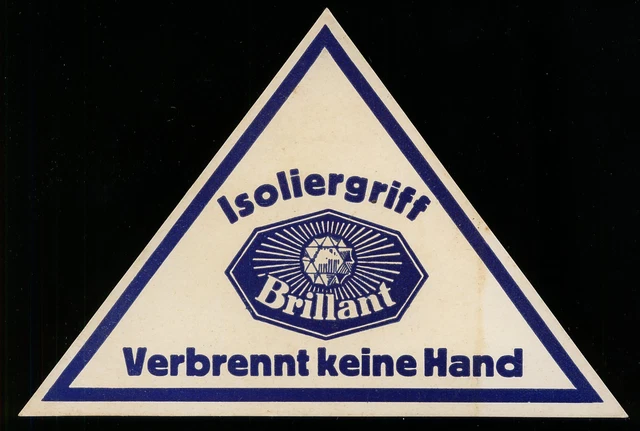 Isoliergriff
Brillant
Verbrennt keine Hand